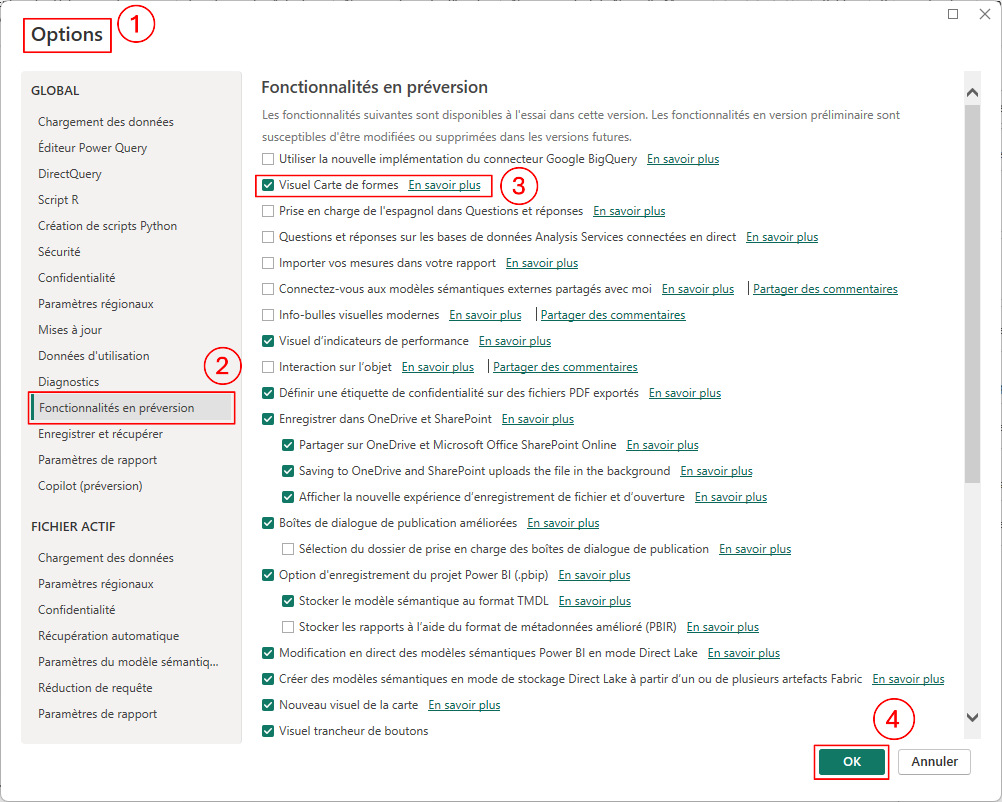 Options
1
GLOBAL
Chargement des données
Éditeur Power Query
DirectQuery
Script R
Création de scripts Python
Sécurité
Confidentialité
Paramètres régionaux
Mises à jour
Données d'utilisation
Diagnostics
2
Fonctionnalités en préversion
Enregistrer et récupérer
Paramètres de rapport
Copilot (préversion)
FICHIER ACTIF
Chargement des données
Paramètres régionaux
Confidentialité
Récupération automatique
Paramètres du modèle sémantiq...
Réduction de requête
Paramètres de rapport
Fonctionnalités en préversion
Les fonctionnalités suivantes sont disponibles à l'essai dans cette version. Les fonctionnalités en version préliminaire sont
susceptibles d'être modifiées ou supprimées dans les versions futures.
Utiliser la nouvelle implémentation du connecteur Google BigQuery En savoir plus
Visuel Carte de formes En savoir plus
3
Prise en charge de l'espagnol dans Questions et réponses En savoir plus
Questions et réponses sur les bases de données Analysis Services connectées en direct En savoir plus
Importer vos mesures dans votre rapport En savoir plus
Connectez-vous aux modèles sémantiques externes partagés avec moi En savoir plus | Partager des commentaires
Info-bulles visuelles modernes En savoir plus | Partager des commentaires
Visuel d’indicateurs de performance En savoir plus
Interaction sur l’objet En savoir plus | Partager des commentaires
Définir une étiquette de confidentialité sur des fichiers PDF exportés En savoir plus
Enregistrer dans OneDrive et SharePoint En savoir plus
Partager sur OneDrive et Microsoft Office SharePoint Online En savoir plus
Saving to OneDrive and SharePoint uploads the file in the background En savoir plus
Afficher la nouvelle expérience d’enregistrement de fichier et d’ouverture En savoir plus
Boîtes de dialogue de publication améliorées En savoir plus
Sélection du dossier de prise en charge des boîtes de dialogue de publication En savoir plus
Option d'enregistrement du projet Power BI (.pbip) En savoir plus
Stocker le modèle sémantique au format TMDL En savoir plus
Stocker les rapports à l’aide du format de métadonnées amélioré (PBIR) En savoir plus
Modification en direct des modèles sémantiques Power BI en mode Direct Lake En savoir plus
Créer des modèles sémantiques en mode de stockage Direct Lake à partir d’un ou de plusieurs artefacts Fabric En savoir plus
Nouveau visuel de la carte En savoir plus
Visuel trancheur de boutons
4
OK
Annuler